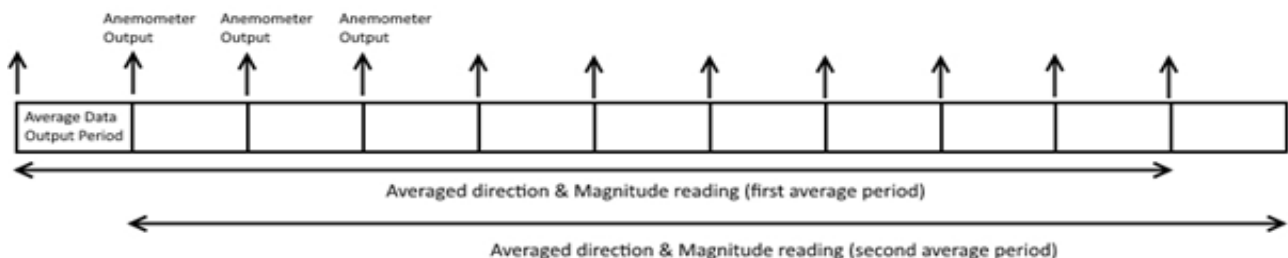 Anemometer
Output
Anemometer
Output
Anemometer
Output
Average Data
Output Period
Averaged direction & Magnitude reading (first average period)
Averaged direction & Magnitude reading (second average period)